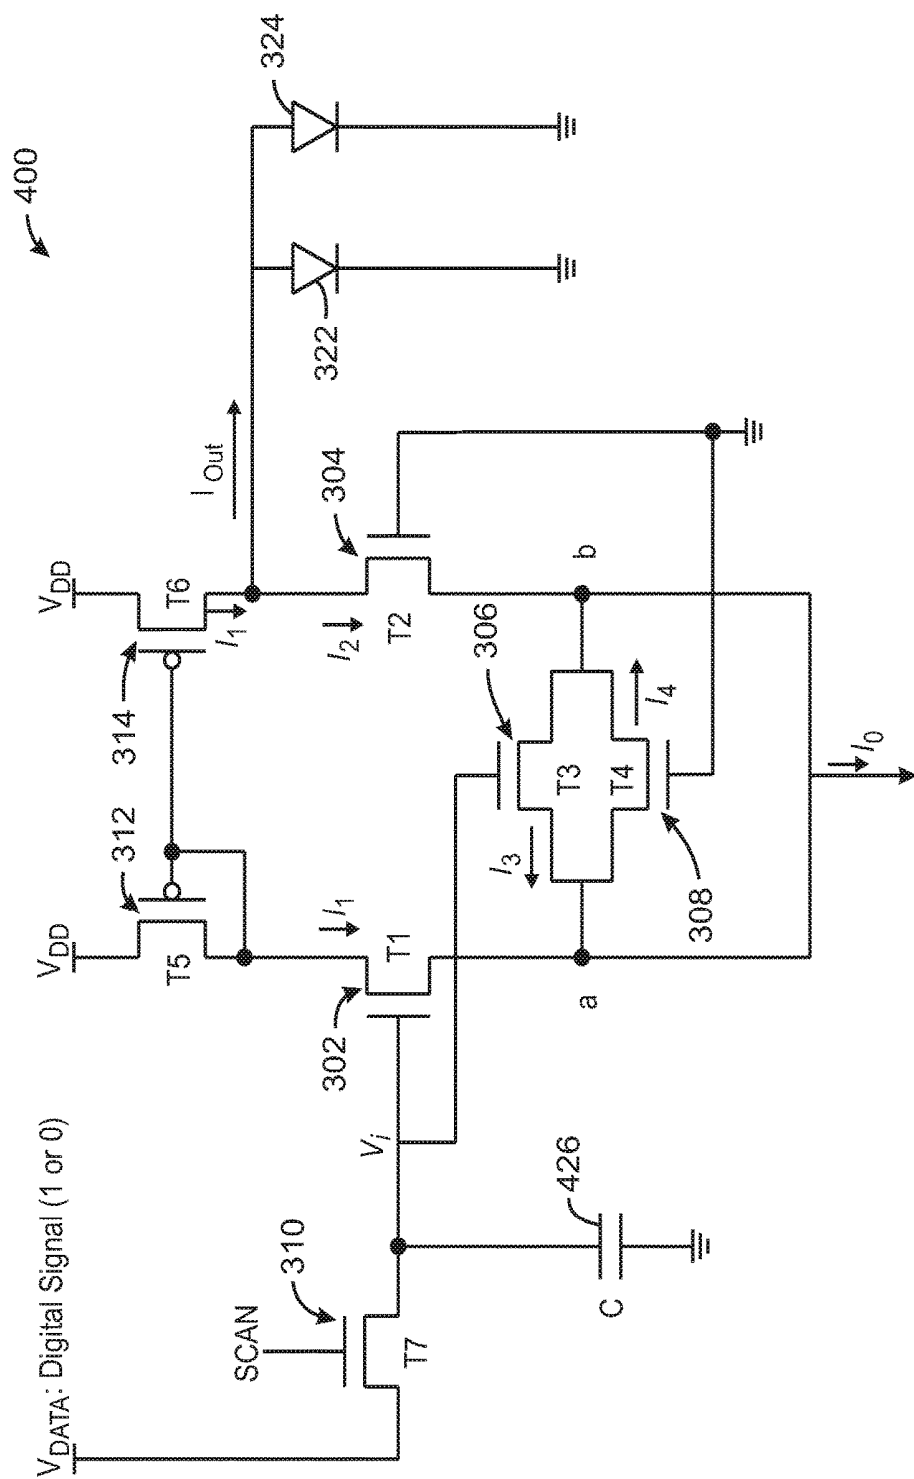 400
V_DATA: Digital Signal (1 or 0)
SCAN
310
T7
V_i
C
426
V_DD
T5
312
302
T1
I_1
a
314
V_DD
T6
I_1
I_2
T2
304
b
306
T3
I_3
T4
I_4
308
I_0
I_Out
322
324